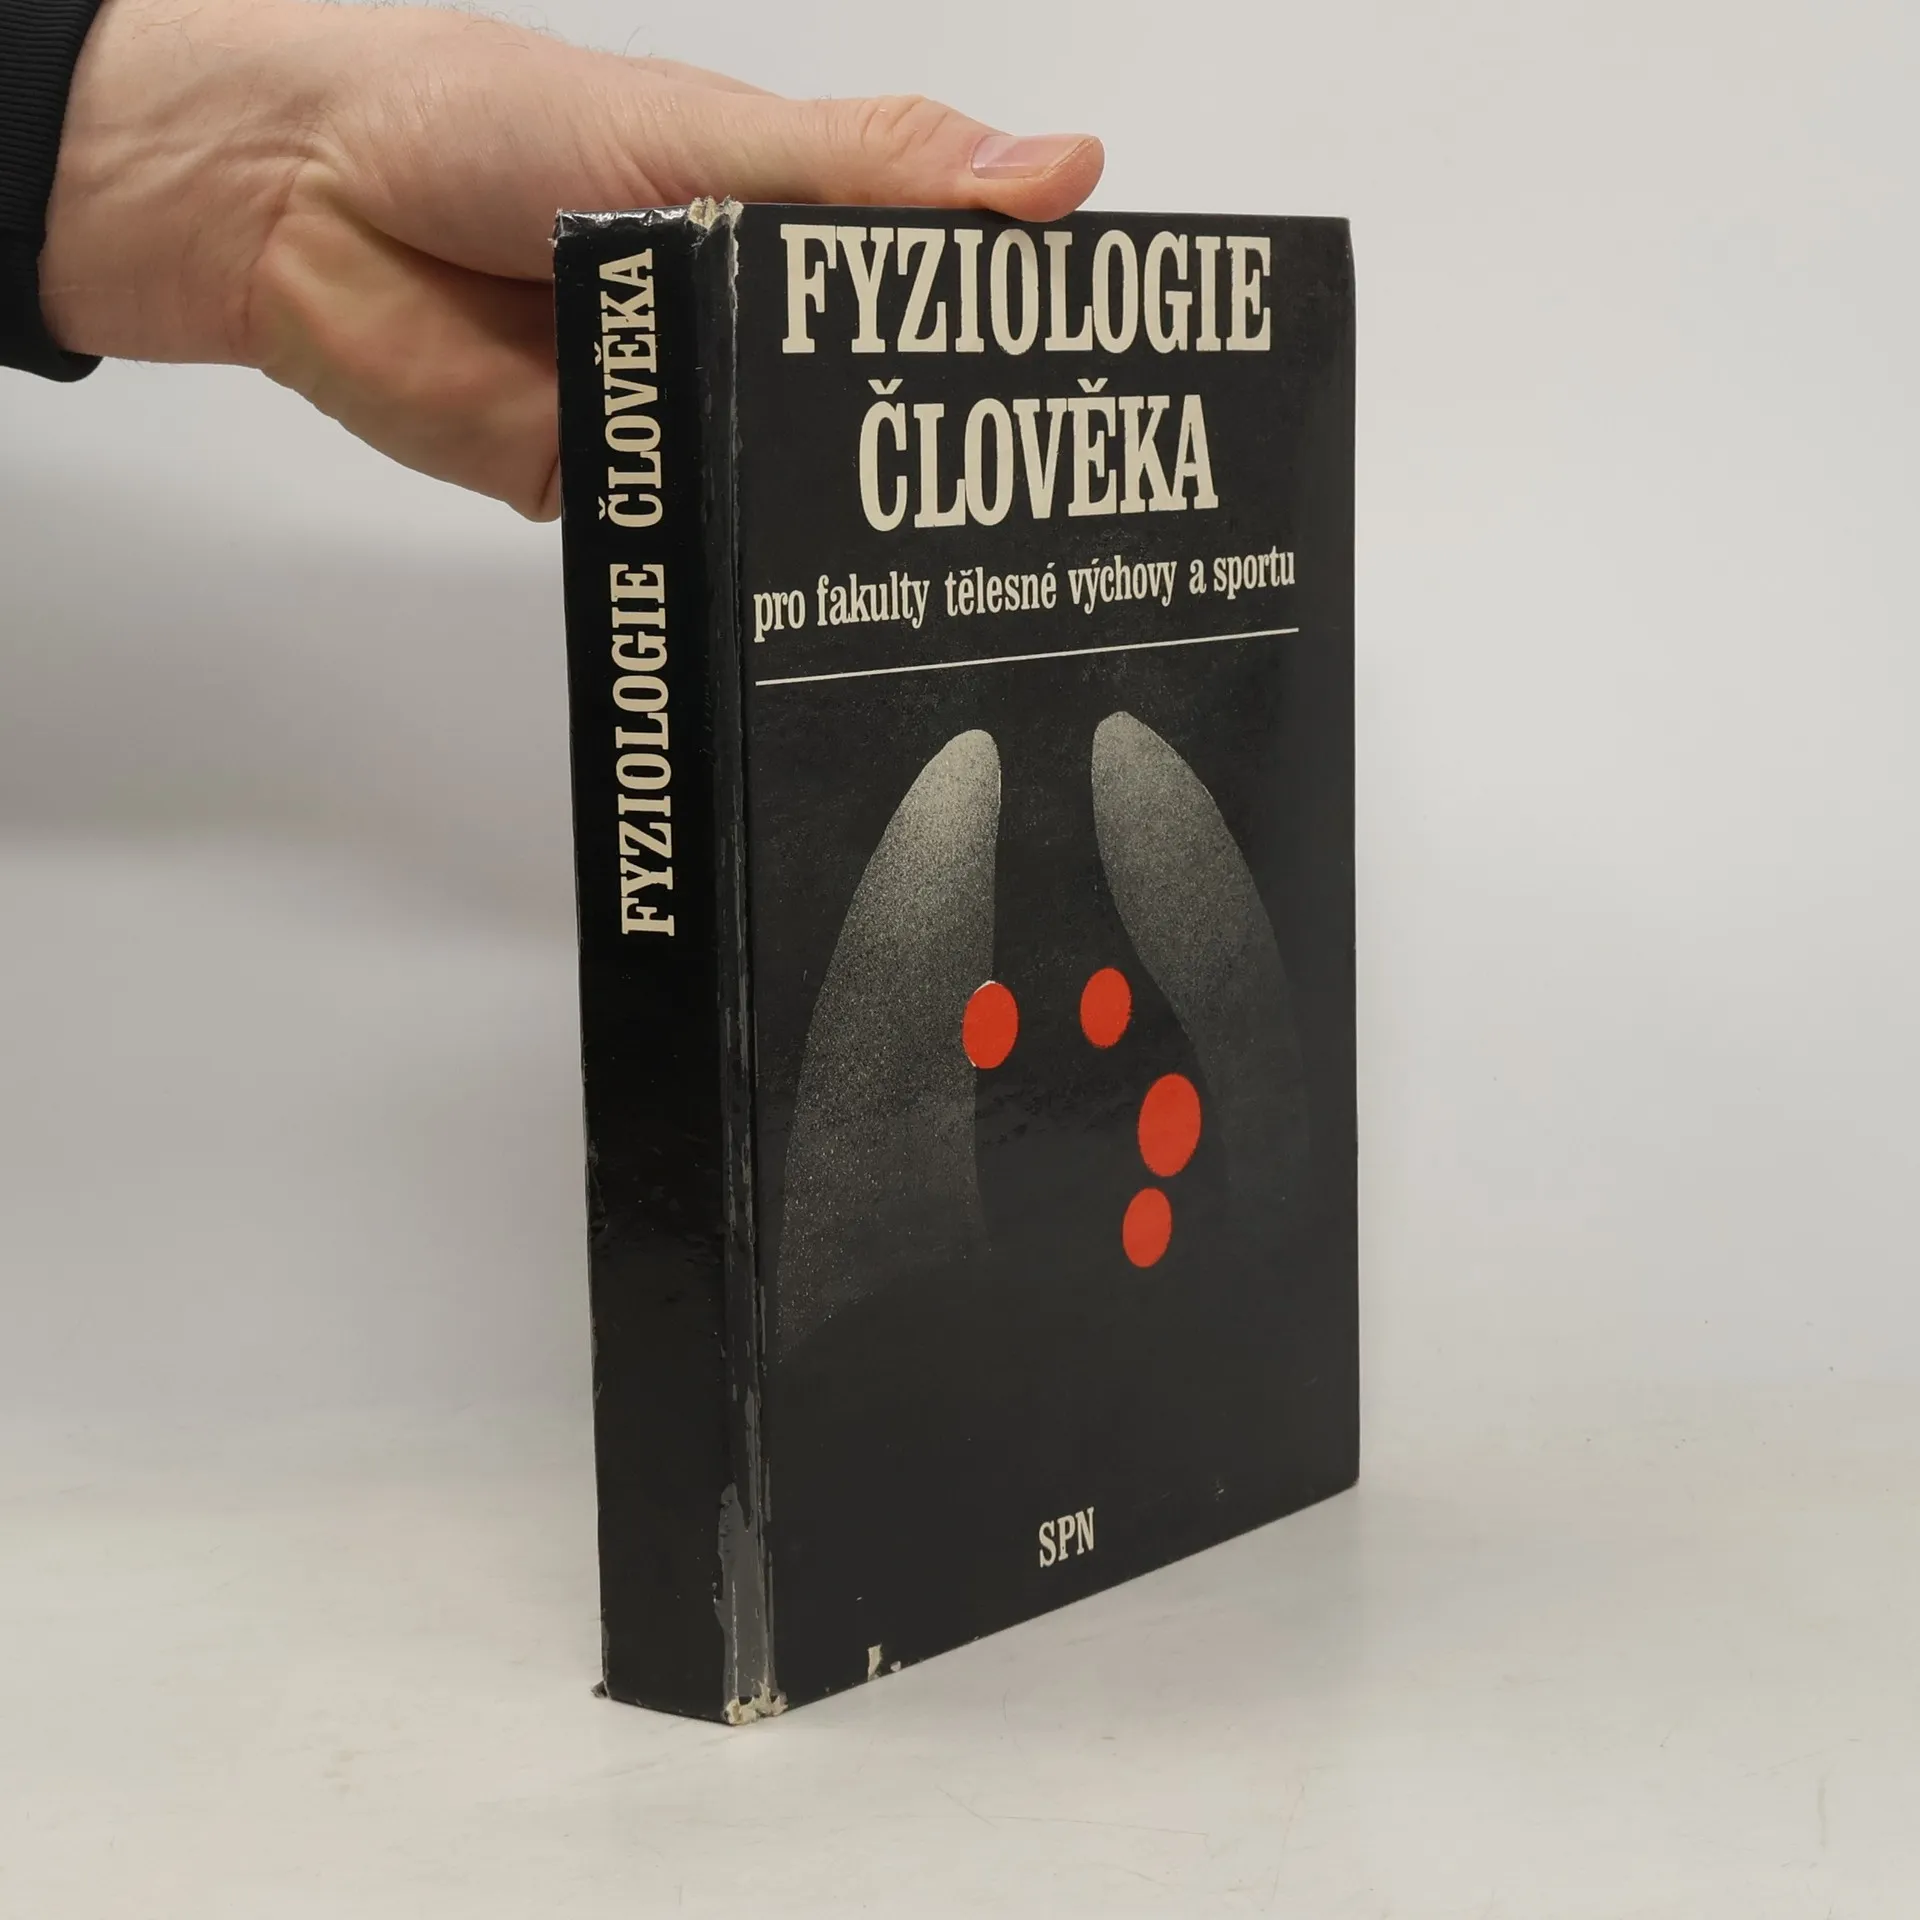 FYZIOLOGIE ČLOVĚKA
FYZIOLOGIE
ČLOVĚKA
pro fakulty tělesné výchovy a sportu
SPN